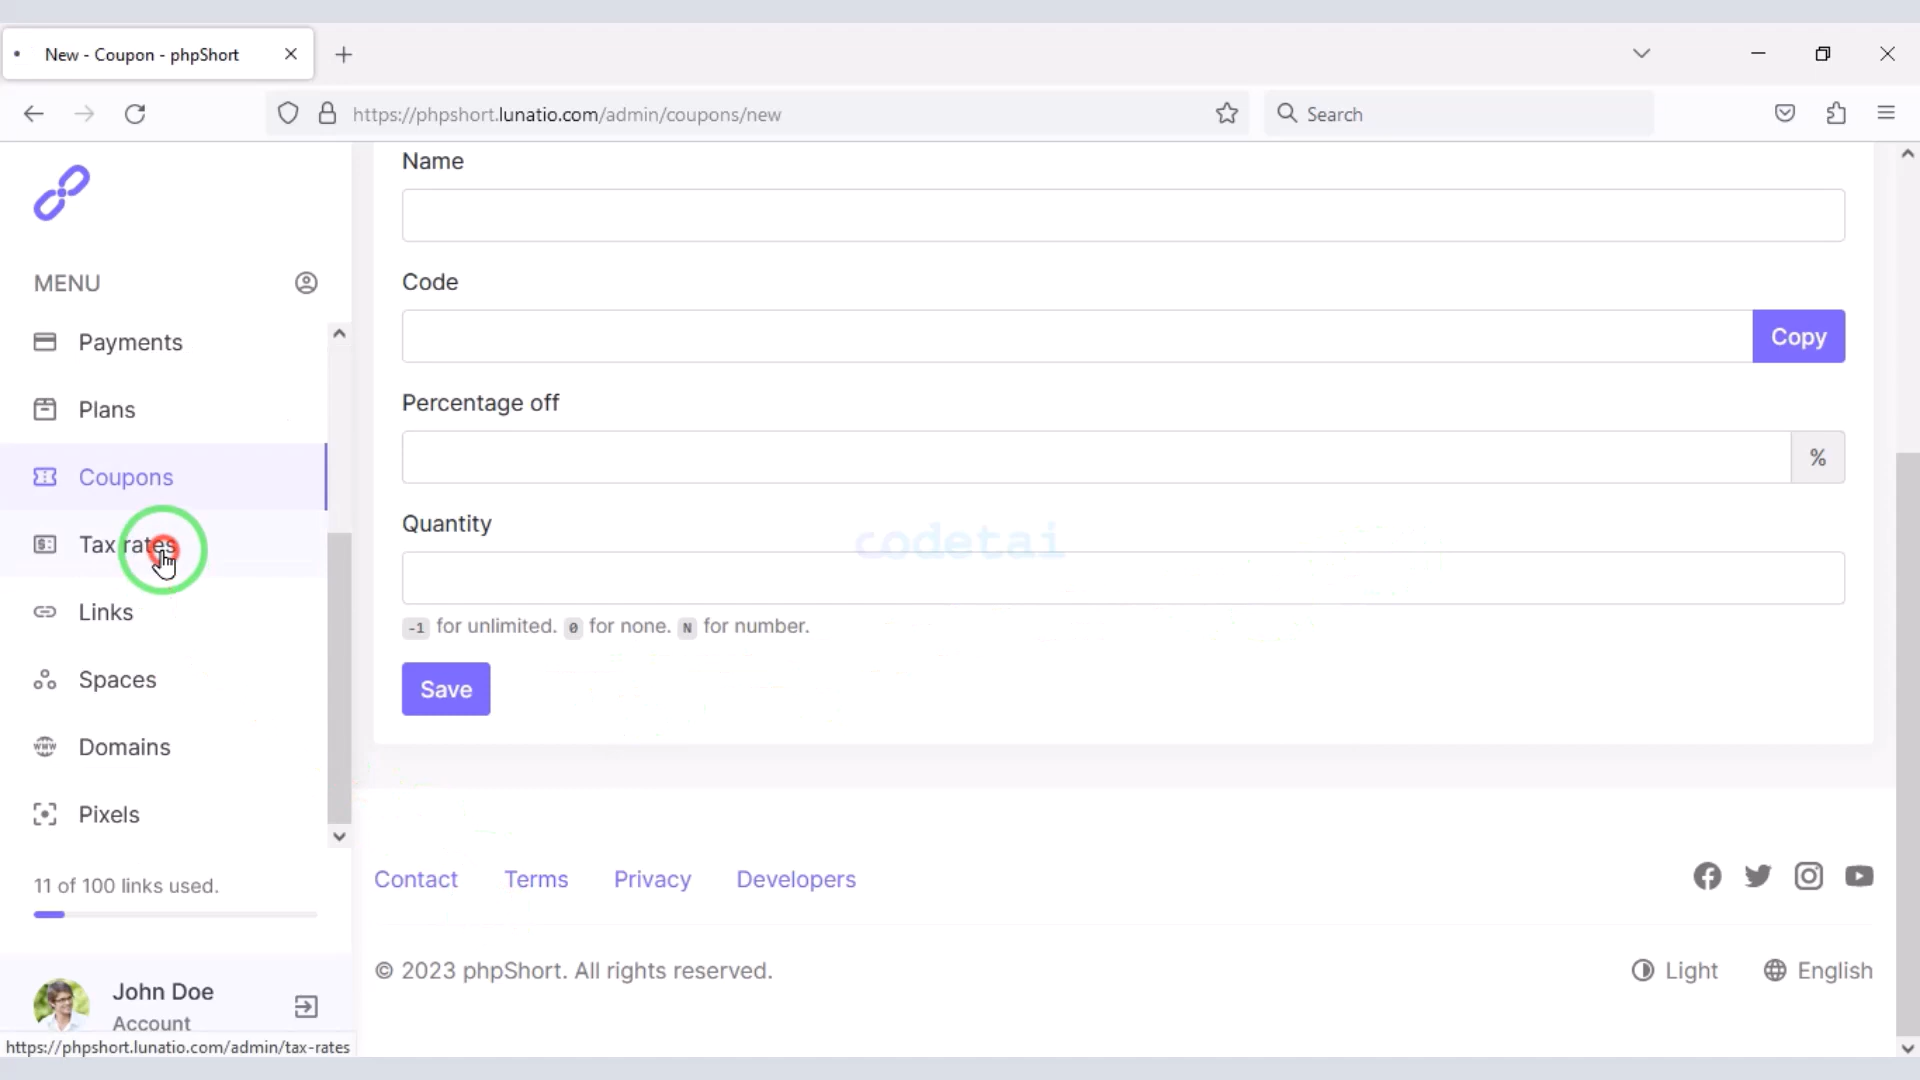 New - Coupon - phpShort
https://phpshort.lunatio.com/admin/coupons/new
Search
MENU
Payments
Plans
Coupons
Tax rates
Links
Spaces
Domains
Pixels
11 of 100 links used.
John Doe
Account
https://phpshort.lunatio.com/admin/tax-rates
Name
Code
Copy
Percentage off
%
Quantity
codetai
-1 for unlimited. 0 for none. N for number.
Save
Contact Terms Privacy Developers
© 2023 phpShort. All rights reserved.
Light English